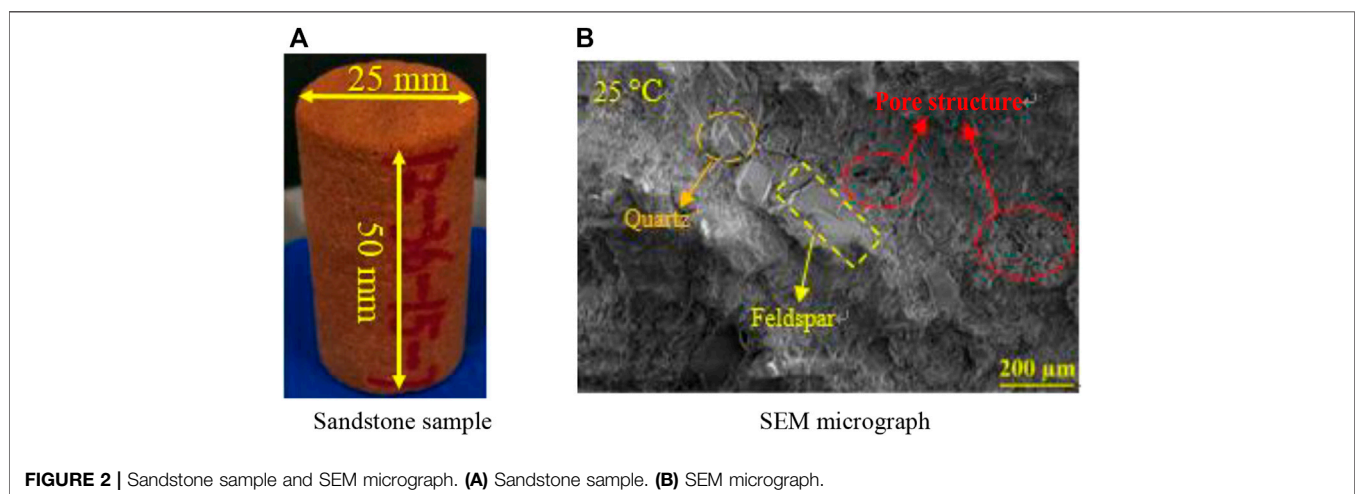 A
B
25 mm
50 mm
25 °C
Pore structure↵
Quartz
Feldspar↵
200 µm
Sandstone sample
SEM micrograph
FIGURE 2 | Sandstone sample and SEM micrograph. (A) Sandstone sample. (B) SEM micrograph.